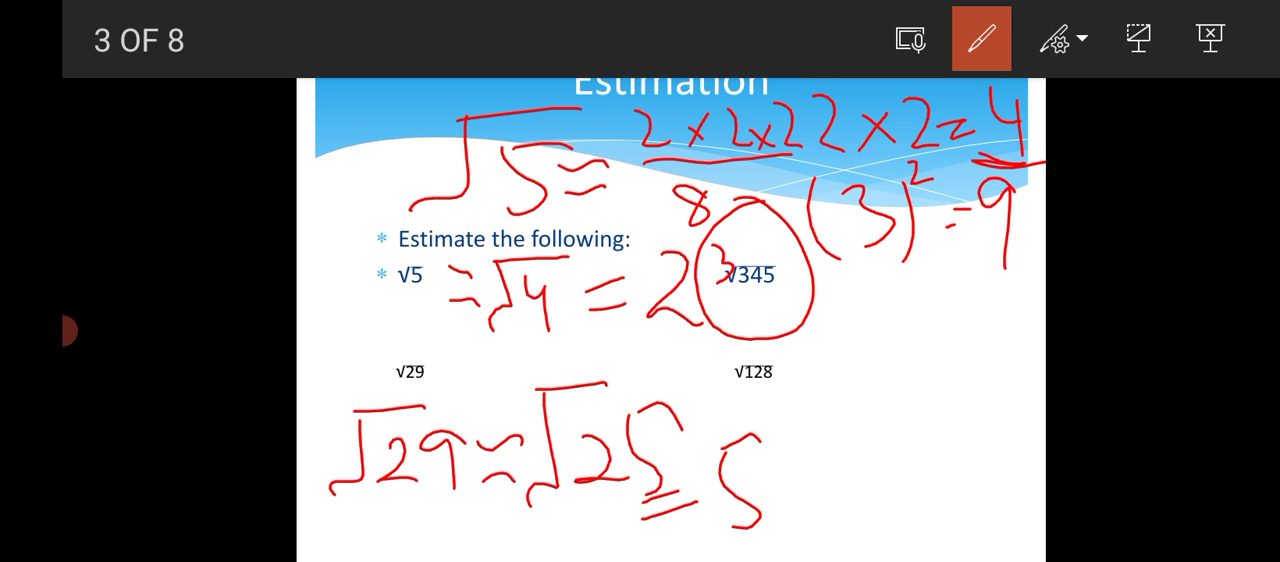 3 OF 8
Estimation
√5 ≈ 2 × 2 × 2 2 × 2 = 4
8 (3)² = 9
* Estimate the following:
* √5 ≈ √4 = 2 ³√345
√29 √128
√29 ≈ √25 = 5